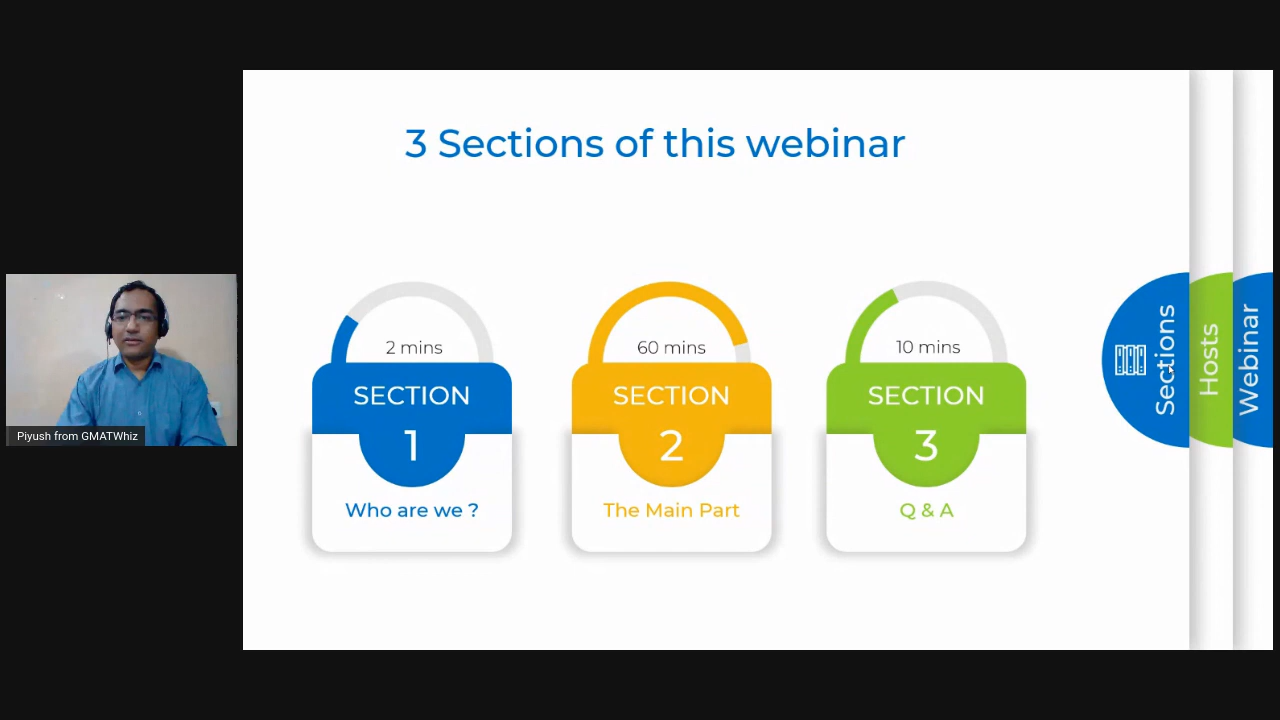 3 Sections of this webinar
2 mins
SECTION
1
Who are we ?
60 mins
SECTION
2
The Main Part
10 mins
SECTION
3
Q & A
Sections
Hosts
Webinar
Piyush from GMATWhiz